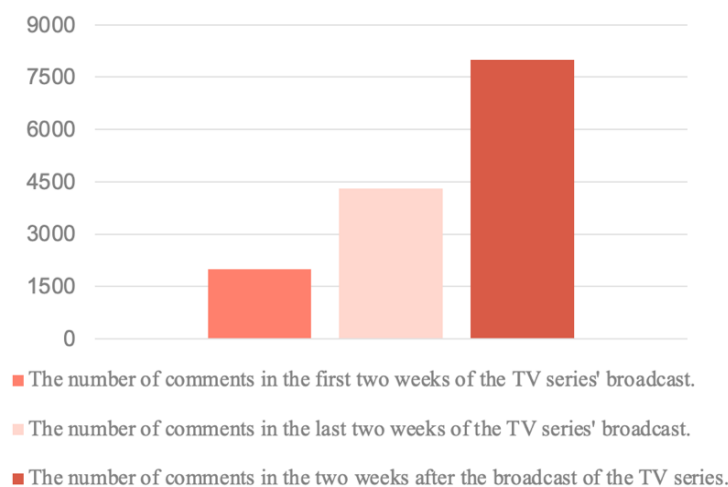 9000
7500
6000
4500
3000
1500
0
The number of comments in the first two weeks of the TV series' broadcast.
The number of comments in the last two weeks of the TV series' broadcast.
The number of comments in the two weeks after the broadcast of the TV series.